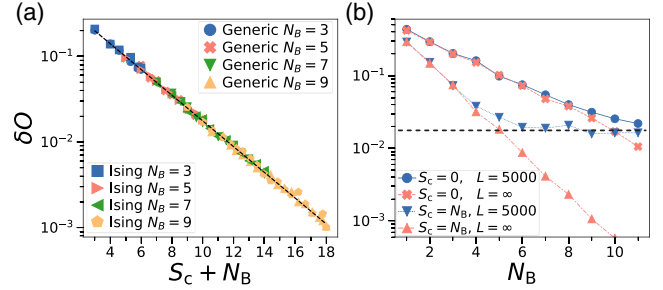 (a)
Generic N_B = 3
Generic N_B = 5
Generic N_B = 7
Generic N_B = 9
Ising N_B = 3
Ising N_B = 5
Ising N_B = 7
Ising N_B = 9
10⁻¹
10⁻²
10⁻³
δO
4 6 8 10 12 14 16 18
S_c + N_B
(b)
10⁰
10⁻¹
10⁻²
10⁻³
S_c = 0, L = 5000
S_c = 0, L = ∞
S_c = N_B, L = 5000
S_c = N_B, L = ∞
2 4 6 8 10
N_B